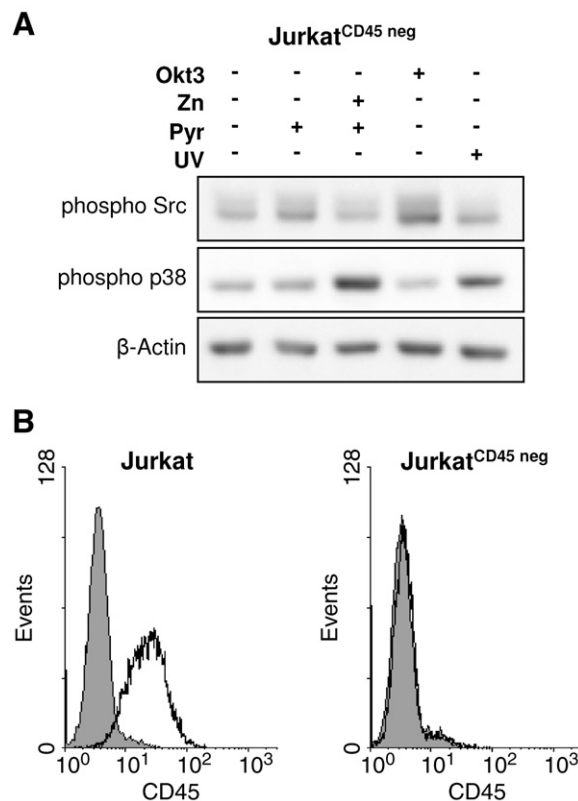 A
Jurkat^CD45 neg
Okt3 - - - + -
Zn - - + - -
Pyr - + + - -
UV - - - - +
phospho Src
phospho p38
β-Actin
B
Jurkat
Jurkat^CD45 neg
128
Events
0
10^0 10^1 10^2 10^3
CD45
128
Events
0
10^0 10^1 10^2 10^3
CD45